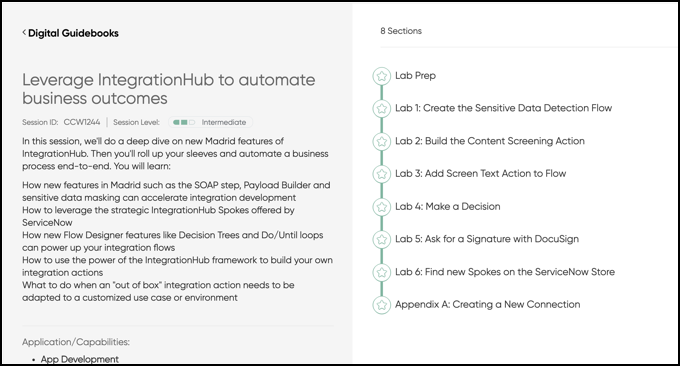 Digital Guidebooks
Leverage IntegrationHub to automate
business outcomes
Session ID: CCW1244 Session Level: Intermediate
In this session, we'll do a deep dive on new Madrid features of
IntegrationHub. Then you'll roll up your sleeves and automate a business
process end-to-end. You will learn:
How new features in Madrid such as the SOAP step, Payload Builder and
sensitive data masking can accelerate integration development
How to leverage the strategic IntegrationHub Spokes offered by
ServiceNow
How new Flow Designer features like Decision Trees and Do/Until loops
can power up your integration flows
How to use the power of the IntegrationHub framework to build your own
integration actions
What to do when an "out of box" integration action needs to be
adapted to a customized use case or environment
Application/Capabilities:
• App Development
8 Sections
Lab Prep
Lab 1: Create the Sensitive Data Detection Flow
Lab 2: Build the Content Screening Action
Lab 3: Add Screen Text Action to Flow
Lab 4: Make a Decision
Lab 5: Ask for a Signature with DocuSign
Lab 6: Find new Spokes on the ServiceNow Store
Appendix A: Creating a New Connection